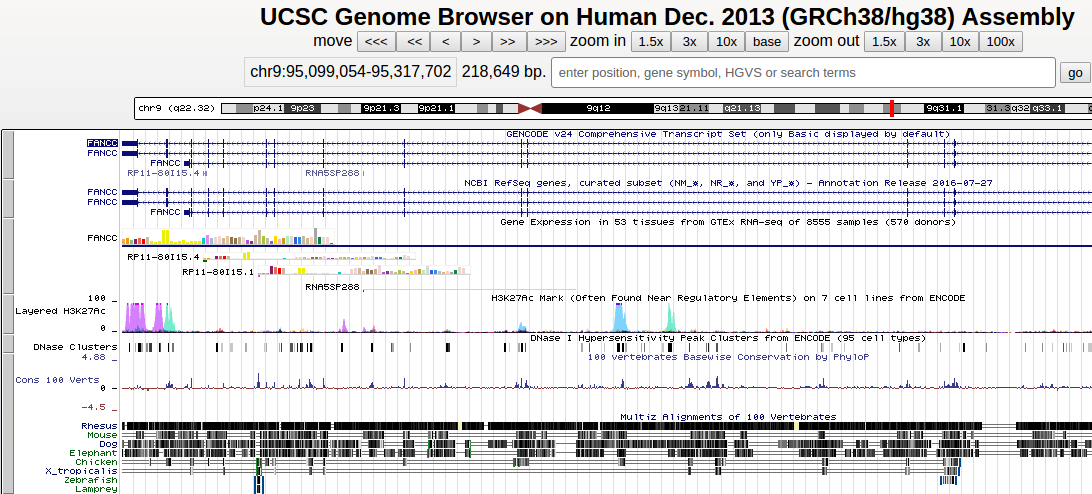 UCSC Genome Browser on Human Dec. 2013 (GRCh38/hg38) Assembly
move <<< << < > >> >>> zoom in 1.5x 3x 10x base zoom out 1.5x 3x 10x 100x
chr9:95,099,054-95,317,702 218,649 bp. enter position, gene symbol, HGVS or search terms go
chr9 (q22.32) p24.1 9p23 9p21.3 9p21.1 9q12 9q13 21.11 q21.13 9q31.1 31.3 q32 q33.1
GENCODE v24 Comprehensive Transcript Set (only Basic displayed by default)
FANCC
FANCC
FANCC
RP11-80I15.4 RNA5SP288
NCBI RefSeq genes, curated subset (NM_*, NR_*, and YP_*) - Annotation Release 2016-07-27
FANCC
FANCC
FANCC
Gene Expression in 53 tissues from GTEx RNA-seq of 8555 samples (570 donors)
FANCC
RP11-80I15.4
RP11-80I15.1
RNA5SP288
H3K27Ac Mark (Often Found Near Regulatory Elements) on 7 cell lines from ENCODE
100 _
Layered H3K27Ac
0 _
DNase I Hypersensitivity Peak Clusters from ENCODE (95 cell types)
DNase Clusters
100 vertebrates Basewise Conservation by PhyloP
4.88 _
Cons 100 Verts
0 _
-4.5 _
Multiz Alignments of 100 Vertebrates
Rhesus
Mouse
Dog
Elephant
Chicken
X_tropicalis
Zebrafish
Lamprey